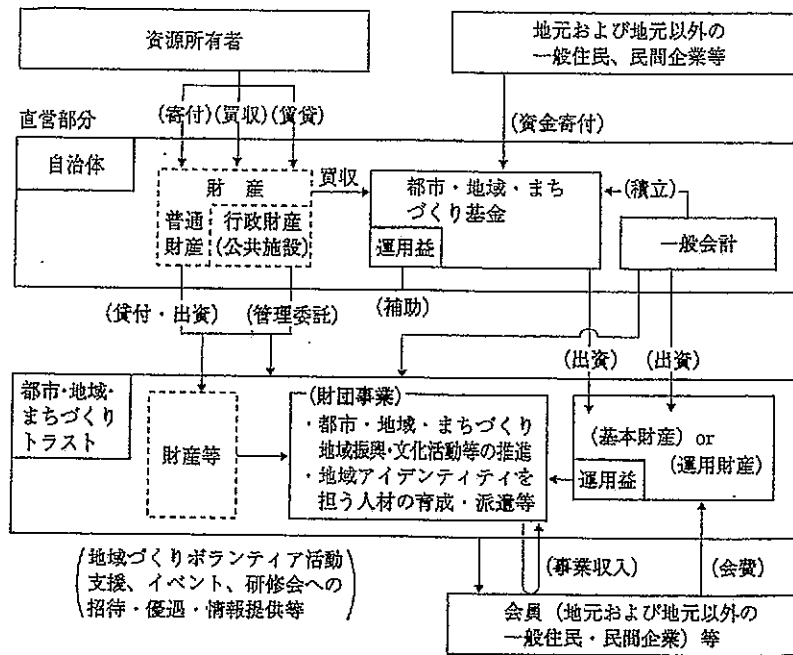 資源所有者
地元および地元以外の
一般住民、民間企業等
(寄付)(買収)(賃貸)
(資金寄付)
直営部分
自治体
財 産
普通
財産
行政財産
(公共施設)
買収
都市・地域・まち
づくり基金
運用益
(積立)
一般会計
(貸付・出資)
(管理委託)
(補助)
(出資)
(出資)
都市・地域・
まちづくり
トラスト
財産等
(財団事業)
・都市・地域・まちづくり
地域振興・文化活動等の推進
・地域アイデンティティを
担う人材の育成・派遣等
(基本財産) or
(運用財産)
運用益
(地域づくりボランティア活動
支援、イベント、研修会への
招待・優遇・情報提供等)
(事業収入)
(会費)
会員(地元および地元以外の
一般住民・民間企業)等